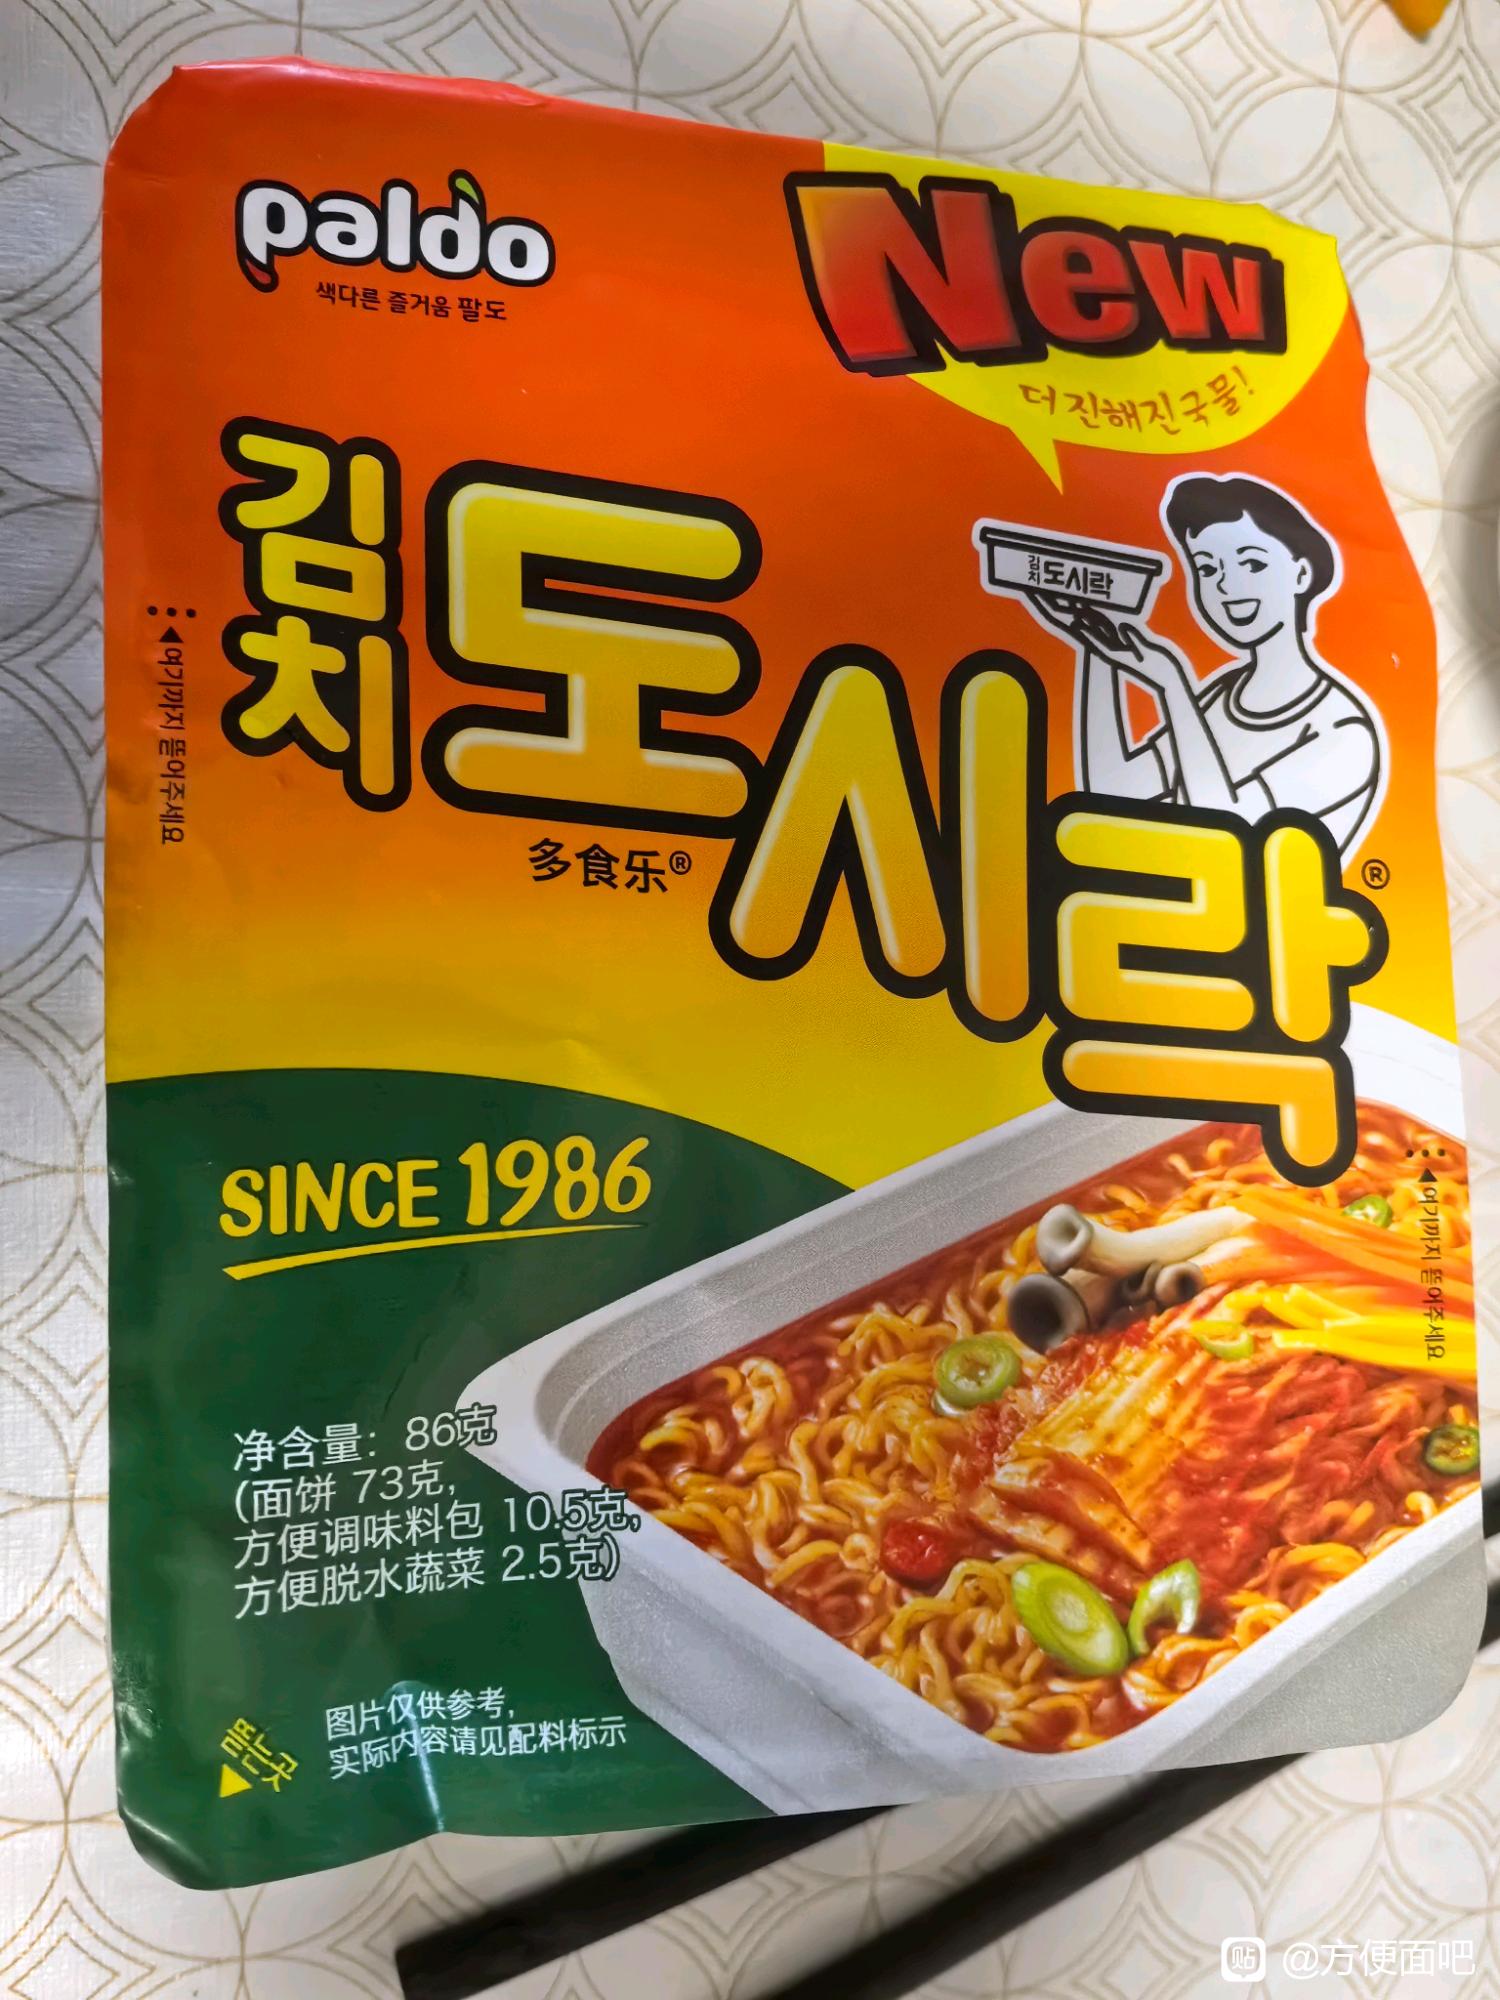 paldo
색다른 즐거움 팔도
New
더 진해진 국물!
김치
도시락
®
김치 도시락
多食乐®
여기까지 뜯어주세요
SINCE 1986
여기까지 뜯어주세요
净含量：86克
(面饼 73克,
方便调味料包 10.5克,
方便脱水蔬菜 2.5克)
图片仅供参考,
实际内容请见配料标示
뜯는곳
贴 @方便面吧